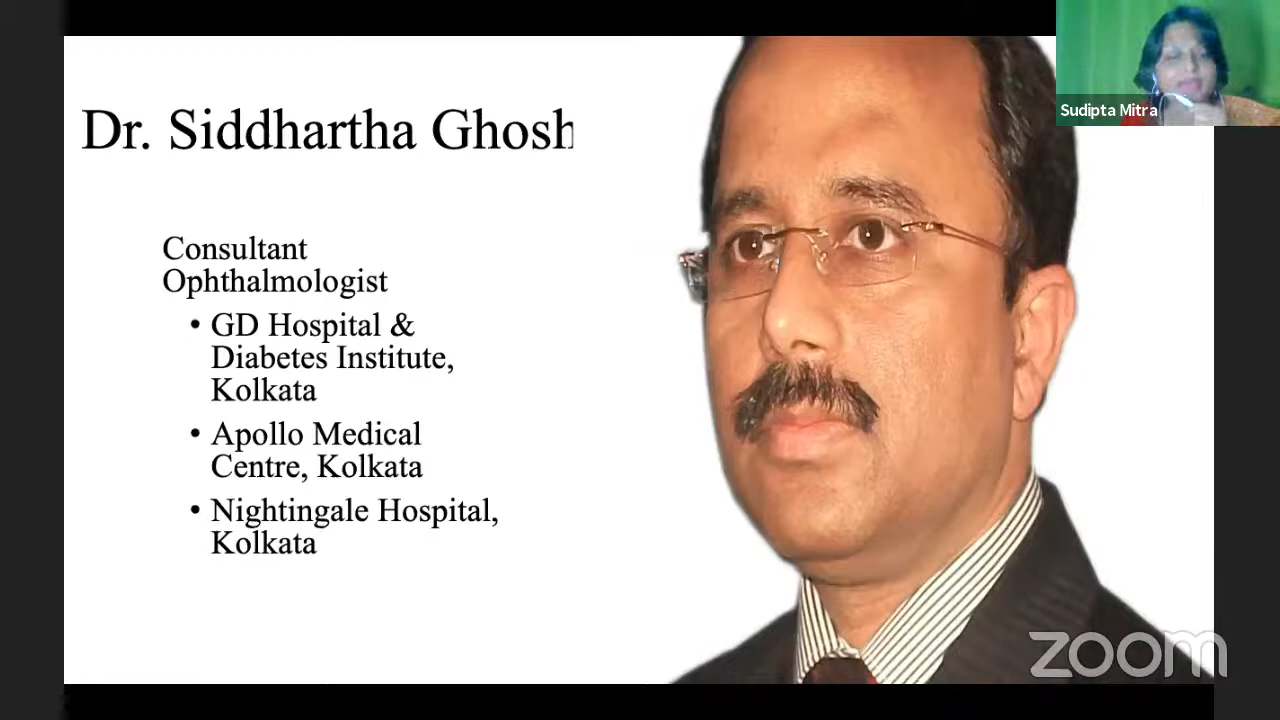 Dr. Siddhartha Ghosh
Consultant
Ophthalmologist
• GD Hospital &
Diabetes Institute,
Kolkata
• Apollo Medical
Centre, Kolkata
• Nightingale Hospital,
Kolkata
Sudipta Mitra
zoom